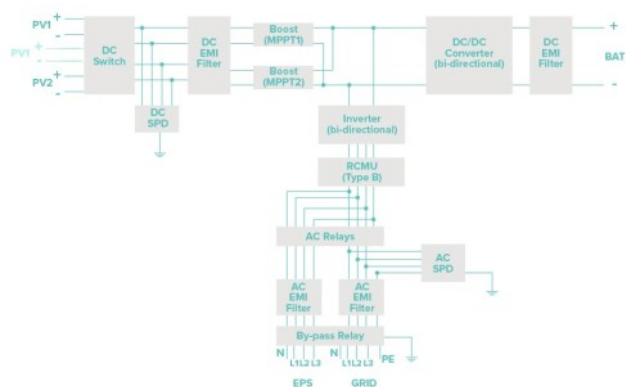 PV1 +
-
PV1 +
-
PV2 +
-
DC
Switch
DC
SPD
DC
EMI
Filter
Boost
(MPPT1)
Boost
(MPPT2)
DC/DC
Converter
(bi-directional)
DC
EMI
Filter
+
BAT
-
Inverter
(bi-directional)
RCMU
(Type B)
AC Relays
AC
SPD
AC
EMI
Filter
AC
EMI
Filter
By-pass Relay
N L1 L2 L3
N L1 L2 L3 PE
EPS
GRID